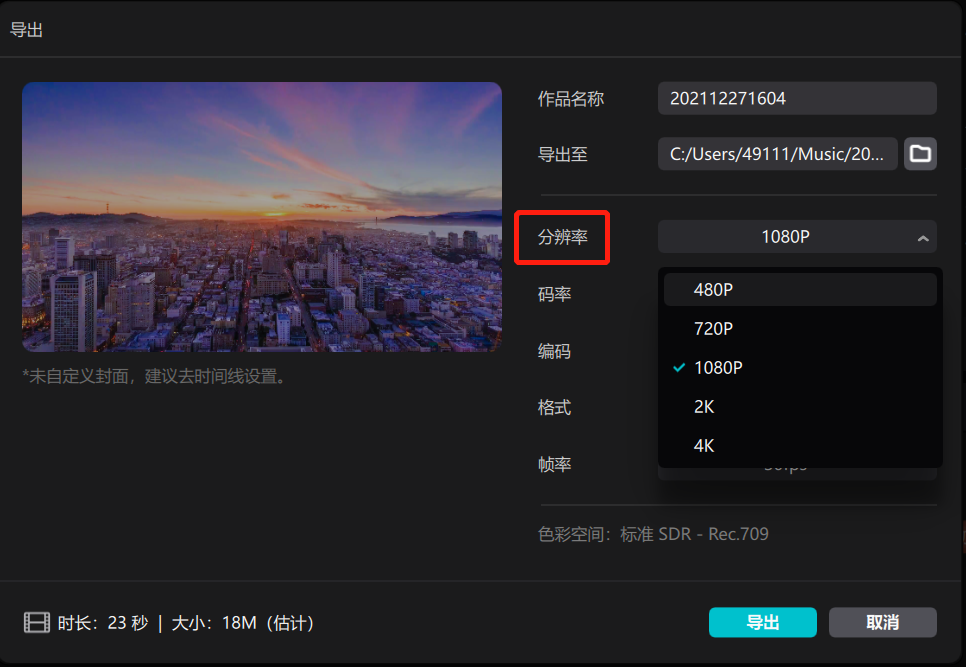 导出
作品名称 202112271604
导出至 C:/Users/49111/Music/20...
分辨率 1080P
480P
码率
720P
编码
1080P
格式
2K
4K
帧率
*未自定义封面，建议去时间线设置。
色彩空间：标准 SDR - Rec.709
时长：23 秒 | 大小：18M（估计）
导出 取消